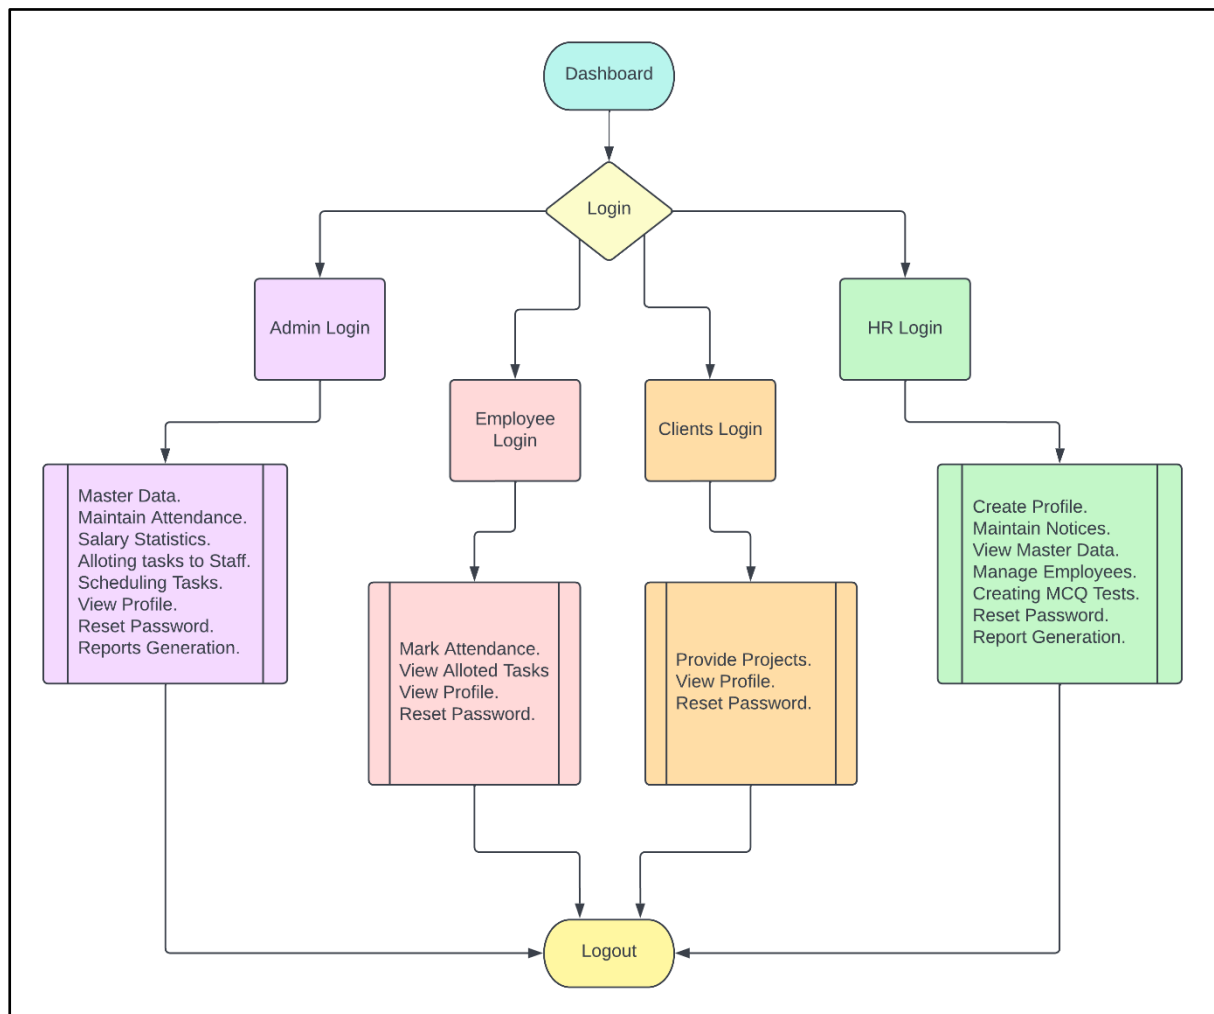 Dashboard
Login
Admin Login
HR Login
Employee
Login
Clients Login
Master Data.
Maintain Attendance.
Salary Statistics.
Alloting tasks to Staff.
Scheduling Tasks.
View Profile.
Reset Password.
Reports Generation.
Mark Attendance.
View Alloted Tasks
View Profile.
Reset Password.
Provide Projects.
View Profile.
Reset Password.
Create Profile.
Maintain Notices.
View Master Data.
Manage Employees.
Creating MCQ Tests.
Reset Password.
Report Generation.
Logout